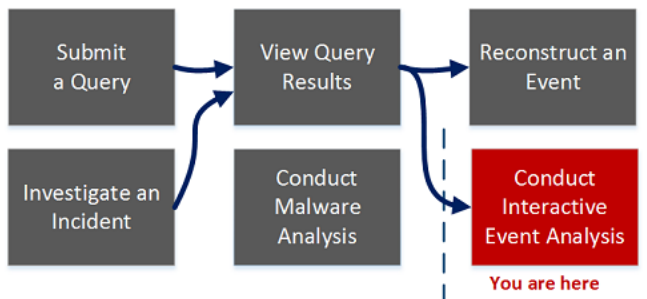 Submit
a Query
View Query
Results
Reconstruct an
Event
Investigate an
Incident
Conduct
Malware
Analysis
Conduct
Interactive
Event Analysis
You are here